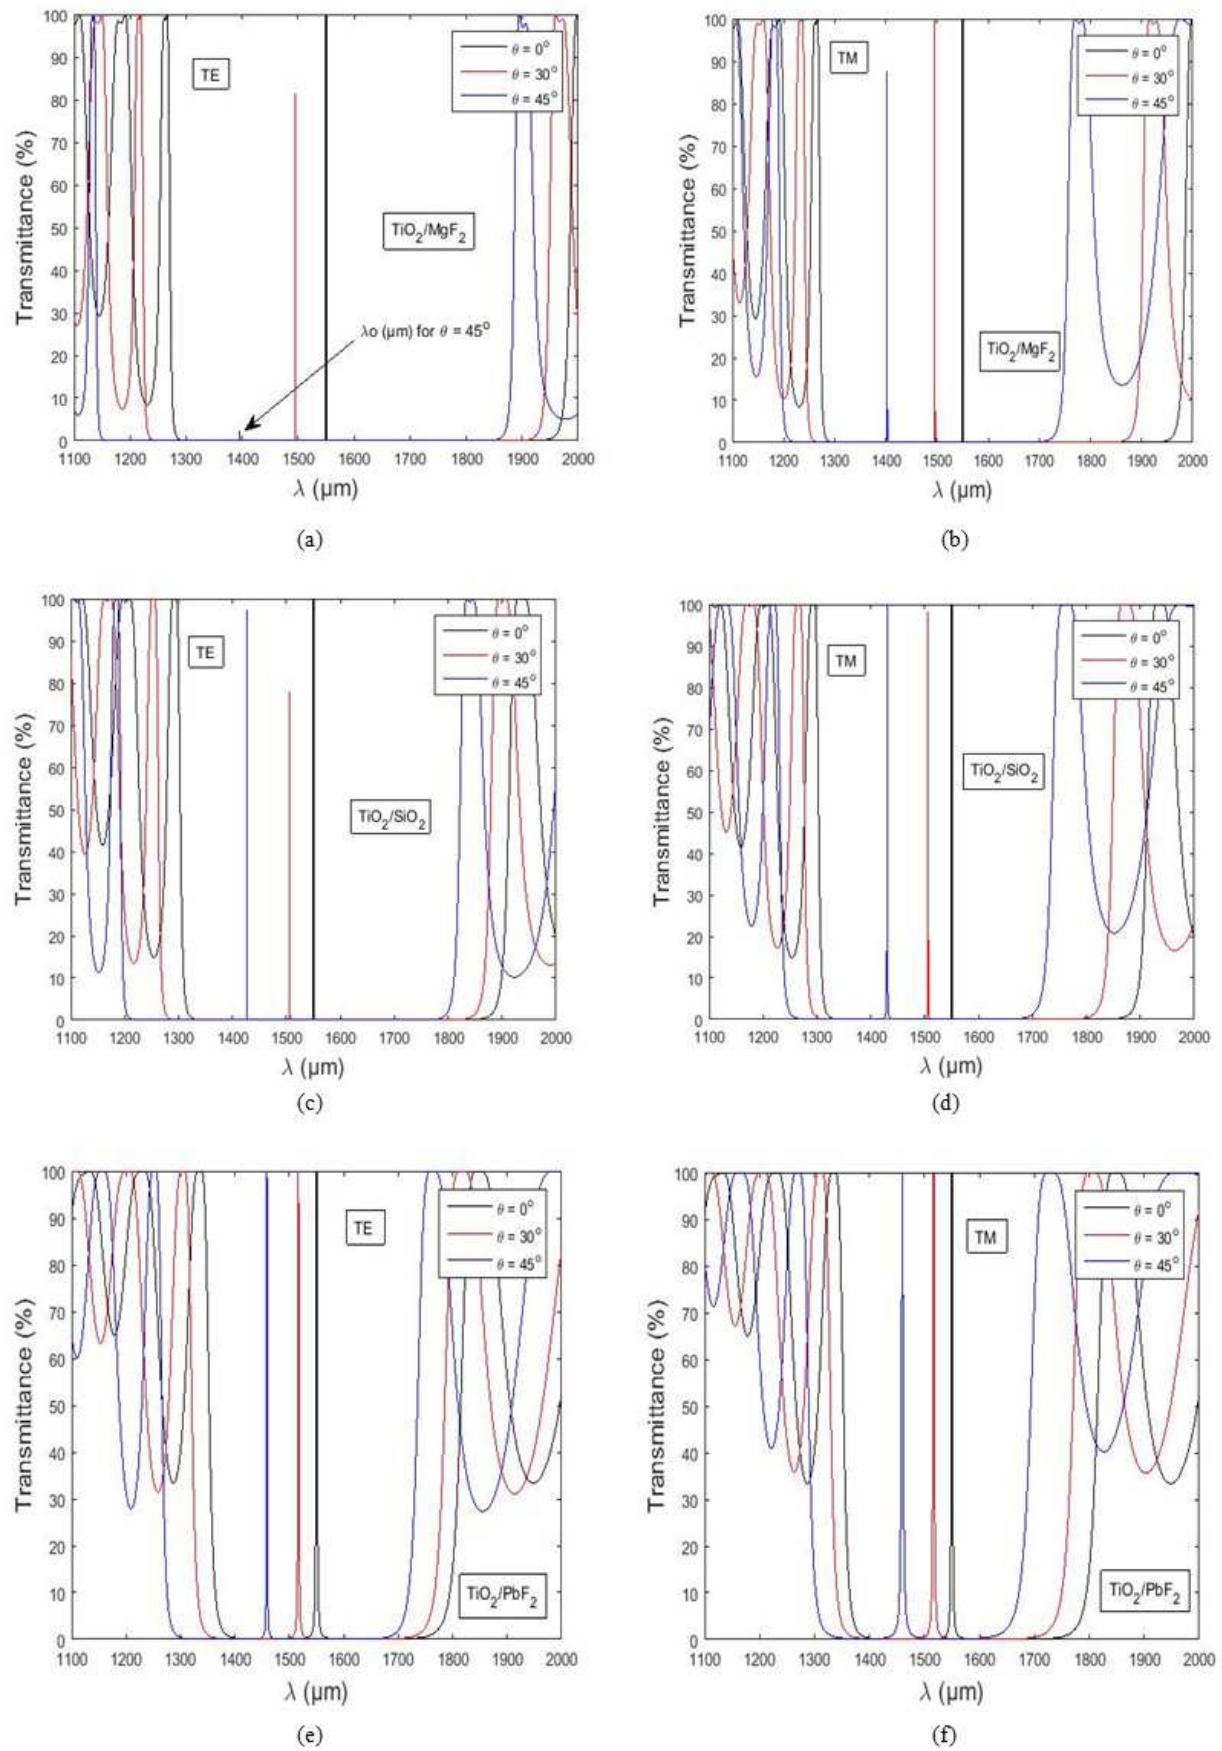 100
90
80
70
60
50
40
30
20
10
0
Transmittance (%)
TE
θ = 0°
θ = 30°
θ = 45°
TiO2/MgF2
λo (μm) for θ = 45°
1100 1200 1300 1400 1500 1600 1700 1800 1900 2000
λ (μm)
(a)
100
90
80
70
60
50
40
30
20
10
0
Transmittance (%)
TM
θ = 0°
θ = 30°
θ = 45°
TiO2/MgF2
1100 1200 1300 1400 1500 1600 1700 1800 1900 2000
λ (μm)
(b)
100
90
80
70
60
50
40
30
20
10
0
Transmittance (%)
TE
θ = 0°
θ = 30°
θ = 45°
TiO2/SiO2
1100 1200 1300 1400 1500 1600 1700 1800 1900 2000
λ (μm)
(c)
100
90
80
70
60
50
40
30
20
10
0
Transmittance (%)
TM
θ = 0°
θ = 30°
θ = 45°
TiO2/SiO2
1100 1200 1300 1400 1500 1600 1700 1800 1900 2000
λ (μm)
(d)
100
90
80
70
60
50
40
30
20
10
0
Transmittance (%)
TE
θ = 0°
θ = 30°
θ = 45°
TiO2/PbF2
1100 1200 1300 1400 1500 1600 1700 1800 1900 2000
λ (μm)
(e)
100
90
80
70
60
50
40
30
20
10
0
Transmittance (%)
TM
θ = 0°
θ = 30°
θ = 45°
TiO2/PbF2
1100 1200 1300 1400 1500 1600 1700 1800 1900 2000
λ (μm)
(f)